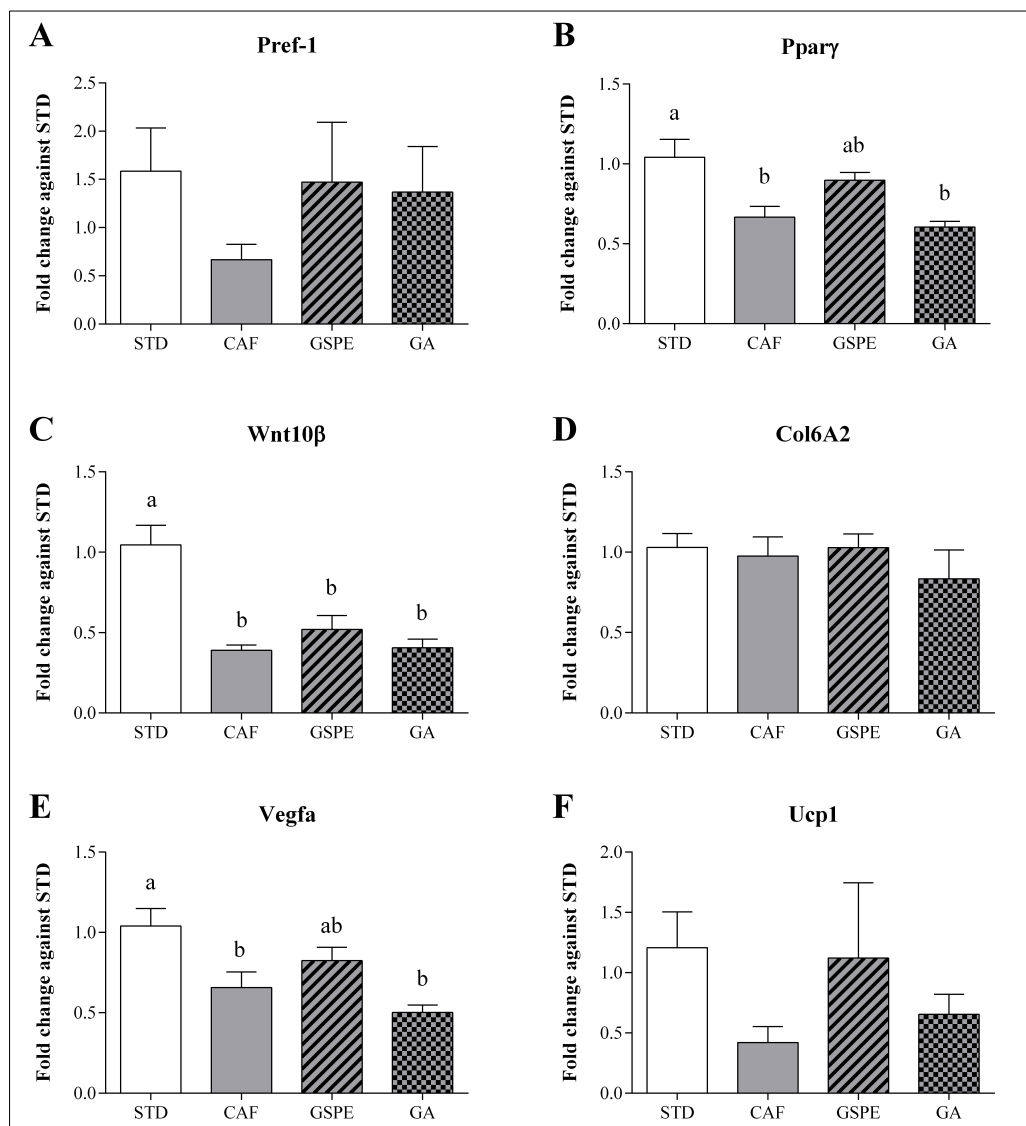 A
Pref-1
Fold change against STD
2.5
2.0
1.5
1.0
0.5
0.0
STD CAF GSPE GA
B
Pparγ
Fold change against STD
1.5
1.0
0.5
0.0
a
b
ab
b
STD CAF GSPE GA
C
Wnt10β
Fold change against STD
1.5
1.0
0.5
0.0
a
b
b
b
STD CAF GSPE GA
D
Col6A2
Fold change against STD
1.5
1.0
0.5
0.0
STD CAF GSPE GA
E
Vegfa
Fold change against STD
1.5
1.0
0.5
0.0
a
b
ab
b
STD CAF GSPE GA
F
Ucp1
Fold change against STD
2.0
1.5
1.0
0.5
0.0
STD CAF GSPE GA